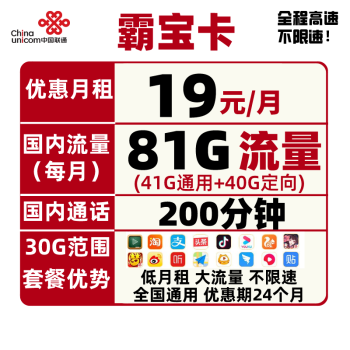 China
unicom中国联通
霸宝卡
全程高速
不限速！
优惠月租
19元/月
国内流量
（每月）
81G流量
(41G通用+40G定向)
国内通话
200分钟
30G范围
淘 支 头条
听 贴
套餐优势
低月租 大流量 不限速
全国通用 优惠期24个月